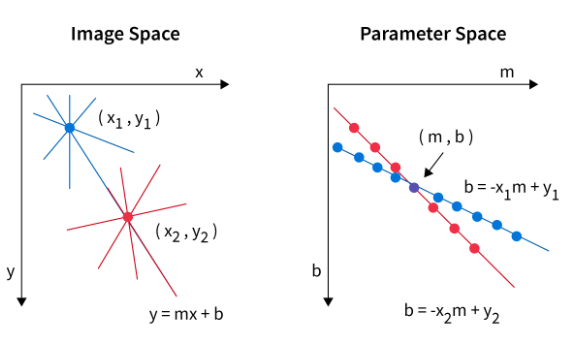 Image Space
Parameter Space
x
(x₁, y₁)
(x₂, y₂)
y
y = mx + b
m
(m, b)
b = -x₁m + y₁
b
b = -x₂m + y₂